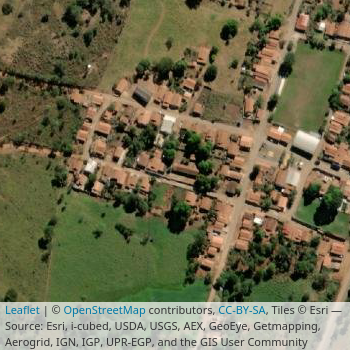 Leaflet | © OpenStreetMap contributors, CC-BY-SA, Tiles © Esri —
Source: Esri, i-cubed, USDA, USGS, AEX, GeoEye, Getmapping,
Aerogrid, IGN, IGP, UPR-EGP, and the GIS User Community